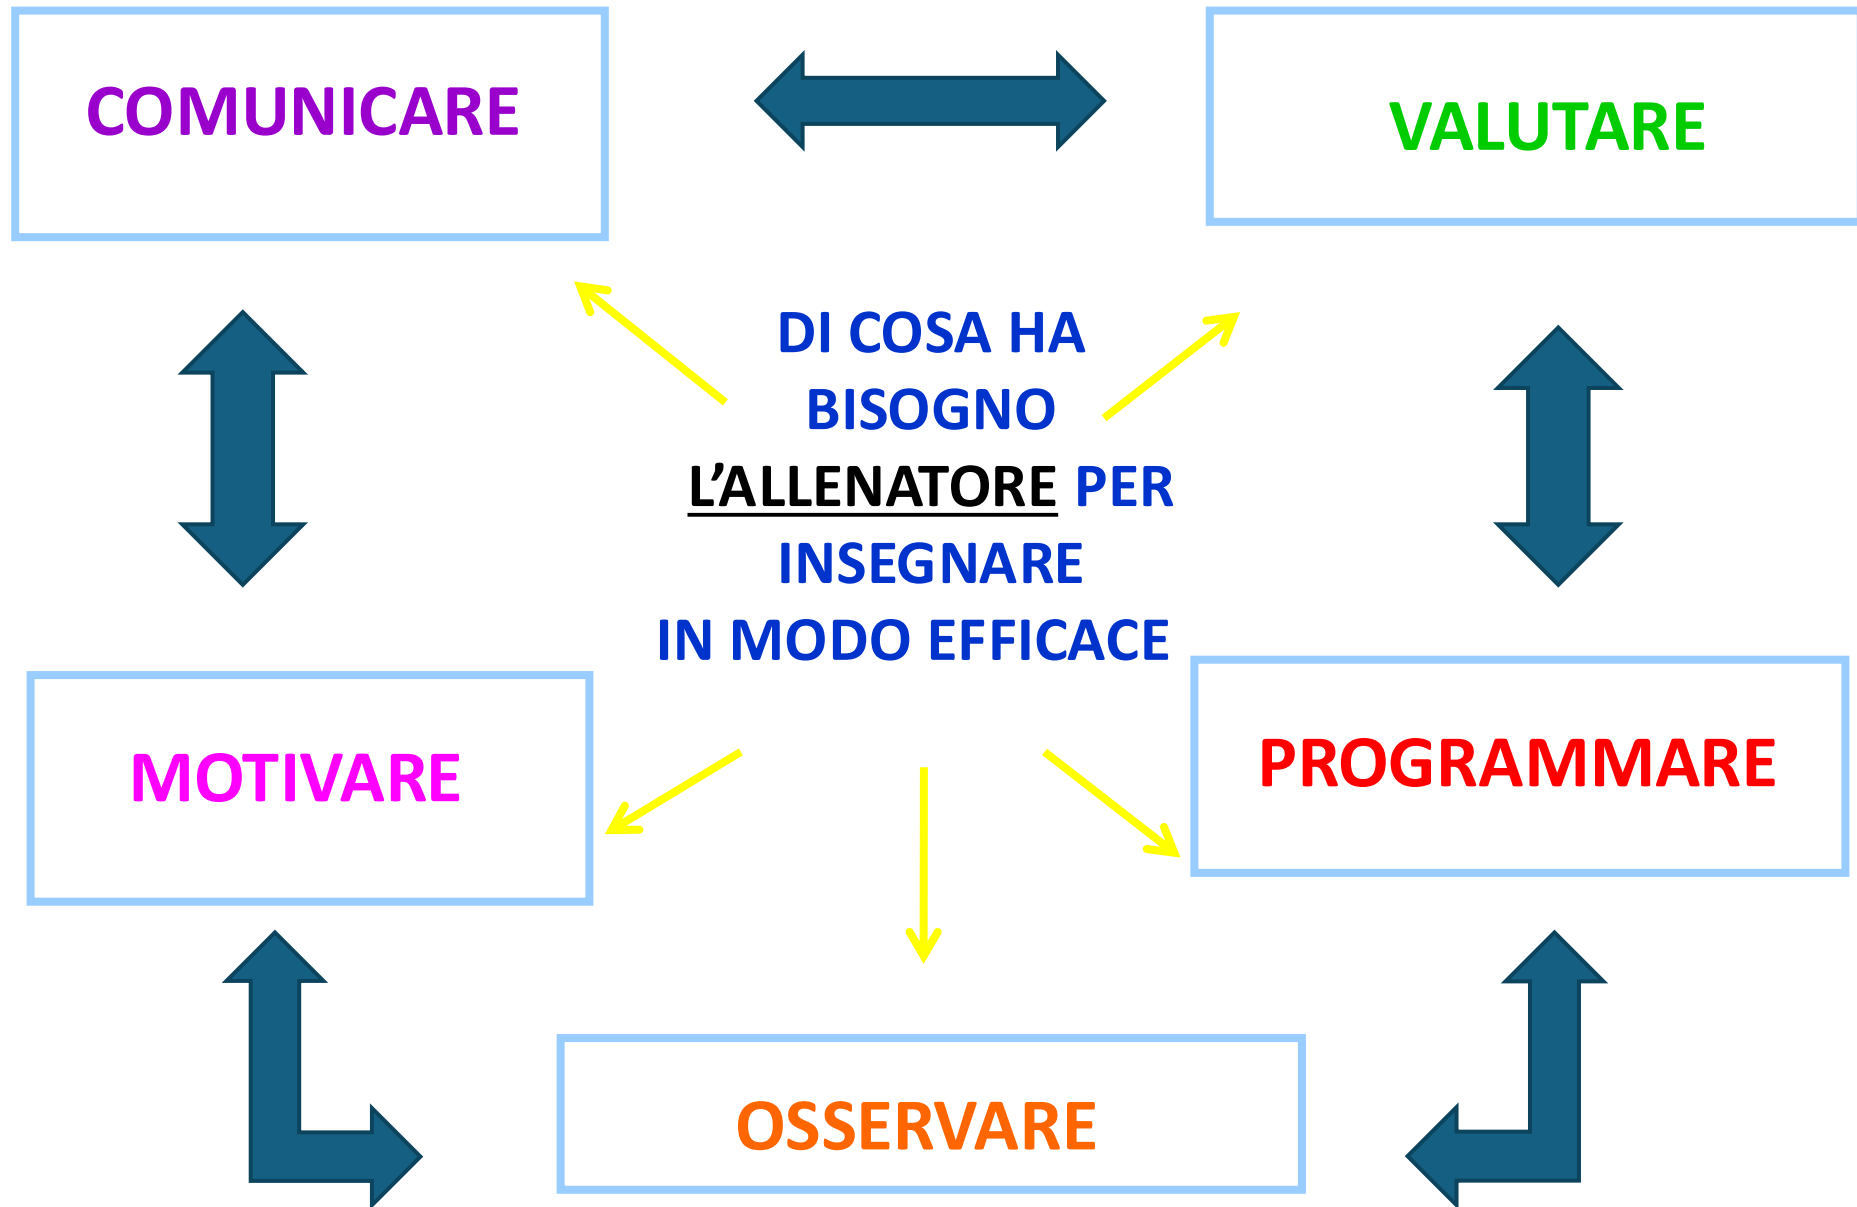 COMUNICARE
VALUTARE
DI COSA HA
BISOGNO
L’ALLENATORE PER
INSEGNARE
IN MODO EFFICACE
MOTIVARE
PROGRAMMARE
OSSERVARE